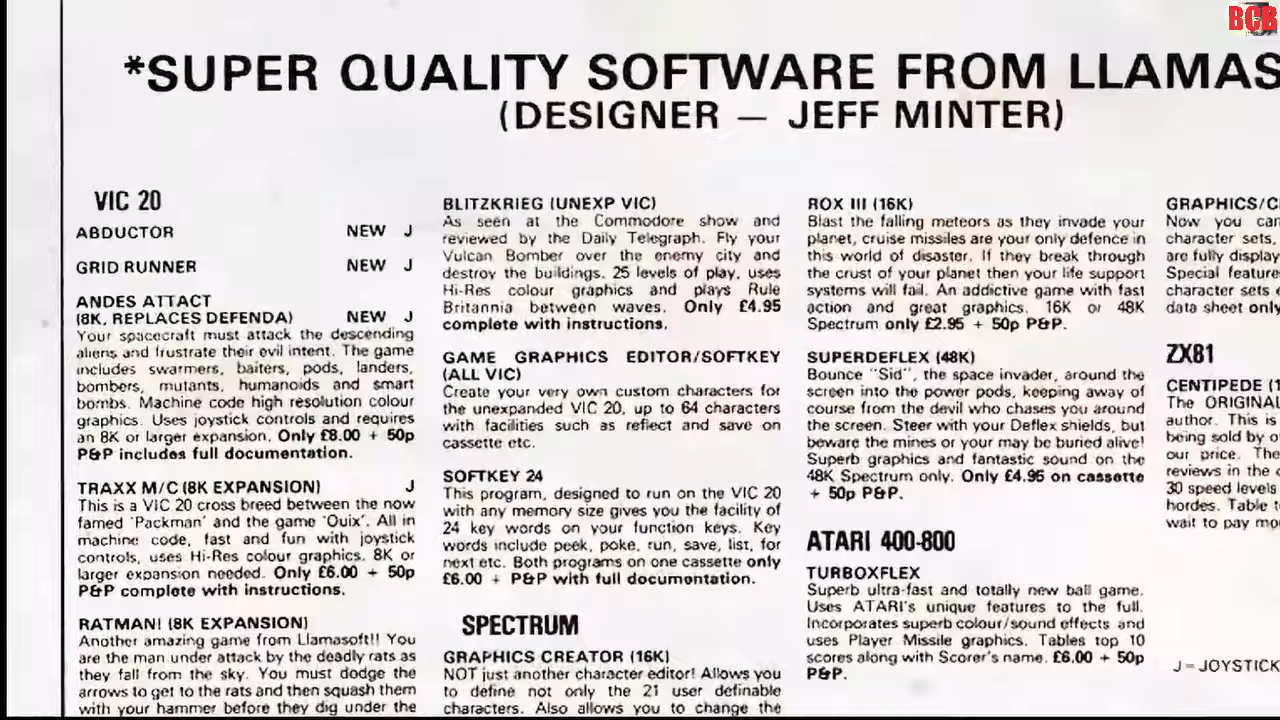 BCB
*SUPER QUALITY SOFTWARE FROM LLAMAS
(DESIGNER — JEFF MINTER)
VIC 20
ABDUCTOR NEW J
GRID RUNNER NEW J
ANDES ATTACT
(8K, REPLACES DEFENDA) NEW J
Your spacecraft must attack the descending
aliens and frustrate their evil intent. The game
includes swarmers, baiters, pods, landers,
bombers, mutants, humanoids and smart
bombs. Machine code high resolution colour
graphics. Uses joystick controls and requires
an 8K or larger expansion. Only £8.00 + 50p
P&P includes full documentation.
TRAXX M/C (8K EXPANSION) J
This is a VIC 20 cross breed between the now
famed 'Packman' and the game 'Quix'. All in
machine code, fast and fun with joystick
controls, uses Hi-Res colour graphics. 8K or
larger expansion needed. Only £6.00 + 50p
P&P complete with instructions.
RATMAN! (8K EXPANSION)
Another amazing game from Llamasoft!! You
are the man under attack by the deadly rats as
they fall from the sky. You must dodge the
arrows to get to the rats and then squash them
with your hammer before they dig under the
BLITZKRIEG (UNEXP VIC)
As seen at the Commodore show and
reviewed by the Daily Telegraph. Fly your
Vulcan Bomber over the enemy city and
destroy the buildings. 25 levels of play, uses
Hi-Res colour graphics and plays Rule
Britannia between waves. Only £4.95
complete with instructions.
GAME GRAPHICS EDITOR/SOFTKEY
(ALL VIC)
Create your very own custom characters for
the unexpanded VIC 20, up to 64 characters
with facilities such as reflect and save on
cassette etc.
SOFTKEY 24
This program, designed to run on the VIC 20
with any memory size gives you the facility of
24 key words on your function keys. Key
words include peek, poke, run, save, list, for
next etc. Both programs on one cassette only
£6.00 + P&P with full documentation.
SPECTRUM
GRAPHICS CREATOR (16K)
NOT just another character editor! Allows you
to define not only the 21 user definable
characters. Also allows you to change the
ROX III (16K)
Blast the falling meteors as they invade your
planet, cruise missiles are your only defence in
this world of disaster. If they break through
the crust of your planet then your life support
systems will fail. An addictive game with fast
action and great graphics. 16K or 48K
Spectrum only £2.95 + 50p P&P.
SUPERDEFLEX (48K)
Bounce "Sid", the space invader, around the
screen into the power pods, keeping away of
course from the devil who chases you around
the screen. Steer with your Deflex shields, but
beware the mines or your may be buried alive!
Superb graphics and fantastic sound on the
48K Spectrum only. Only £4.95 on cassette
+ 50p P&P.
ATARI 400-800
TURBOXFLEX
Superb ultra-fast and totally new ball game.
Uses ATARI's unique features to the full.
Incorporates superb colour/sound effects and
uses Player Missile graphics. Tables top 10
scores along with Scorer's name. £6.00 + 50p
P&P.
GRAPHICS/C
Now you can
character sets,
are fully display
Special feature
character sets
data sheet only
ZX81
CENTIPEDE (1
The ORIGINAL
author. This is
being sold by o
our price. The
reviews in the
30 speed levels
hordes. Table t
wait to pay mo
J=JOYSTICK